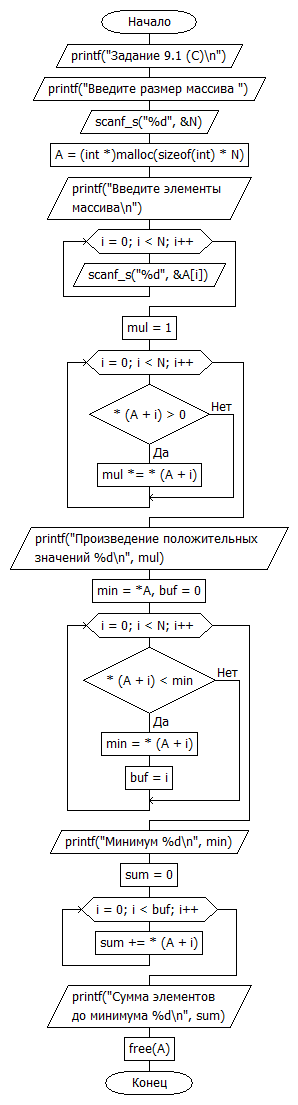 Начало
printf("Задание 9.1 (C)\n")
printf("Введите размер массива ")
scanf_s("%d", &N)
A = (int *)malloc(sizeof(int) * N)
printf("Введите элементы
массива\n")
i = 0; i < N; i++
scanf_s("%d", &A[i])
mul = 1
i = 0; i < N; i++
* (A + i) > 0
Нет
Да
mul *= * (A + i)
printf("Произведение положительных
значений %d\n", mul)
min = *A, buf = 0
i = 0; i < N; i++
* (A + i) < min
Нет
Да
min = * (A + i)
buf = i
printf("Минимум %d\n", min)
sum = 0
i = 0; i < buf; i++
sum += * (A + i)
printf("Сумма элементов
до минимума %d\n", sum)
free(A)
Конец